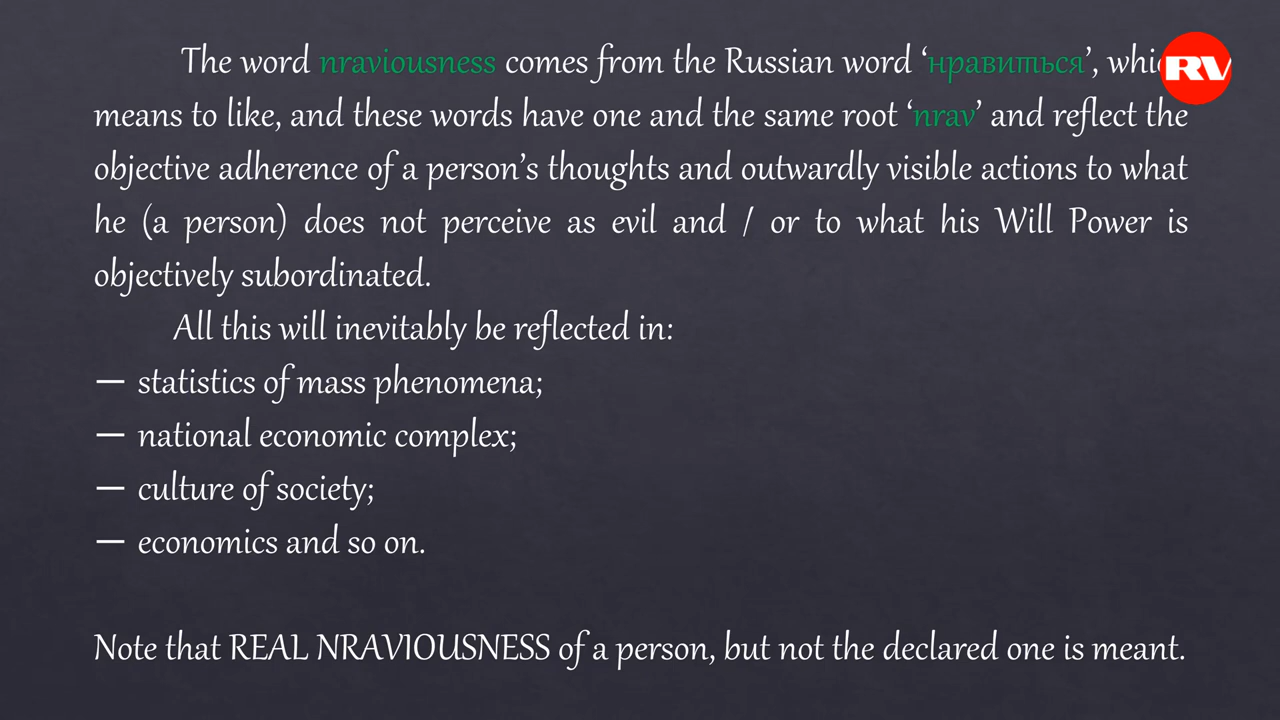 The word nraviousness comes from the Russian word ‘нравиться’, whic
means to like, and these words have one and the same root ‘nrav’ and reflect the
objective adherence of a person’s thoughts and outwardly visible actions to what
he (a person) does not perceive as evil and / or to what his Will Power is
objectively subordinated.
All this will inevitably be reflected in:
— statistics of mass phenomena;
— national economic complex;
— culture of society;
— economics and so on.
Note that REAL NRAVIOUSNESS of a person, but not the declared one is meant.
RV